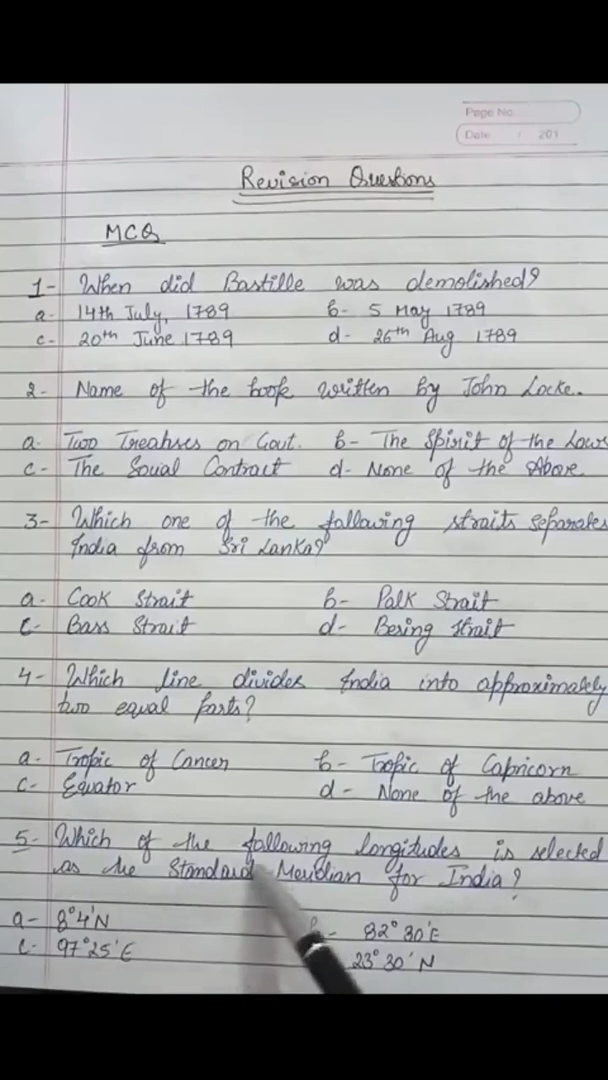 Page No.
Date / 201
Revision Questions
MCQ
1- When did Bastille was demolished?
a- 14th July, 1789 b- 5 May 1789
c- 20th June 1789 d- 26th Aug 1789
2- Name of the book written by John Locke.
a- Two Treatises on Govt. b- The Spirit of the Laws
c- The Soual Contract d- None of the Above
3- Which one of the following straits separates
India from Sri Lanka?
a- Cook Strait b- Palk Strait
c- Bass Strait d- Bering Strait
4- Which line divides India into approximately
two equal parts?
a- Tropic of Cancer b- Tropic of Capricorn
c- Equator d- None of the above
5- Which of the following longitudes is selected
as the Standard Meridian for India?
a- 8°4'N b- 82°30'E
c- 97°25'E 23°30'N